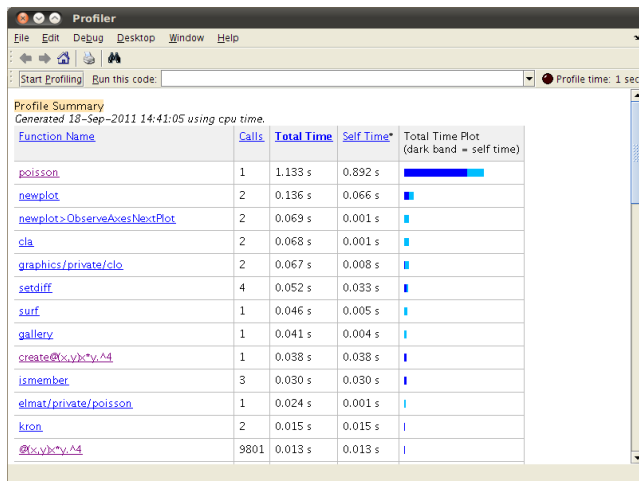 Profiler
File Edit Debug Desktop Window Help
Start Profiling Run this code: Profile time: 1 sec
Profile Summary
Generated 18-Sep-2011 14:41:05 using cpu time.
Function Name Calls Total Time Self Time* Total Time Plot
(dark band = self time)
poisson 1 1.133 s 0.892 s
newplot 2 0.136 s 0.066 s
newplot>ObserveAxesNextPlot 2 0.069 s 0.001 s
cla 2 0.068 s 0.001 s
graphics/private/clo 2 0.067 s 0.008 s
setdiff 4 0.052 s 0.033 s
surf 1 0.046 s 0.005 s
gallery 1 0.041 s 0.004 s
create@(x,y)x*y.^4 1 0.038 s 0.038 s
ismember 3 0.030 s 0.030 s
elmat/private/poisson 1 0.024 s 0.001 s
kron 2 0.015 s 0.015 s
@(x,y)x*y.^4 9801 0.013 s 0.013 s